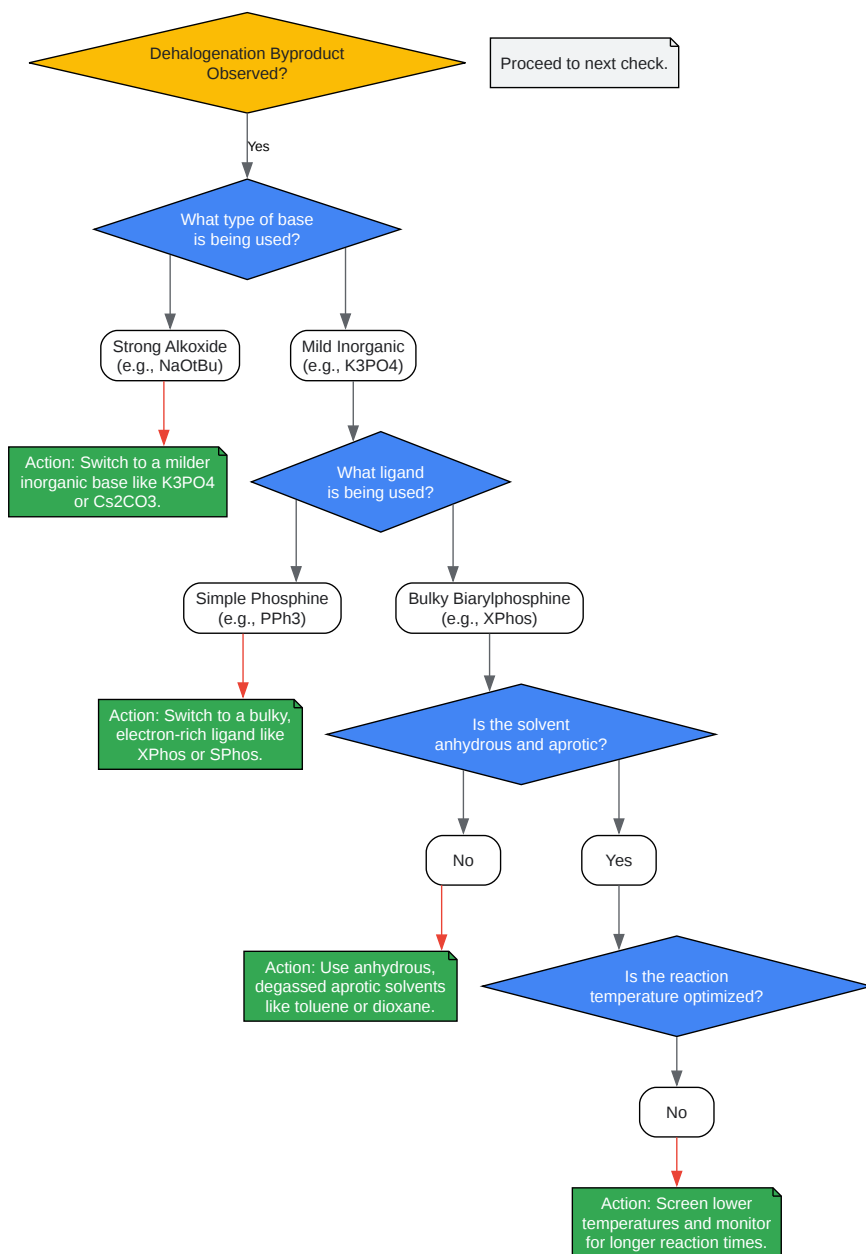 Dehalogenation Byproduct
Observed?
Proceed to next check.
Yes
What type of base
is being used?
Strong Alkoxide
(e.g., NaOtBu)
Mild Inorganic
(e.g., K3PO4)
Action: Switch to a milder
inorganic base like K3PO4
or Cs2CO3.
What ligand
is being used?
Simple Phosphine
(e.g., PPh3)
Bulky Biarylphosphine
(e.g., XPhos)
Action: Switch to a bulky,
electron-rich ligand like
XPhos or SPhos.
Is the solvent
anhydrous and aprotic?
No
Yes
Action: Use anhydrous,
degassed aprotic solvents
like toluene or dioxane.
Is the reaction
temperature optimized?
No
Action: Screen lower
temperatures and monitor
for longer reaction times.